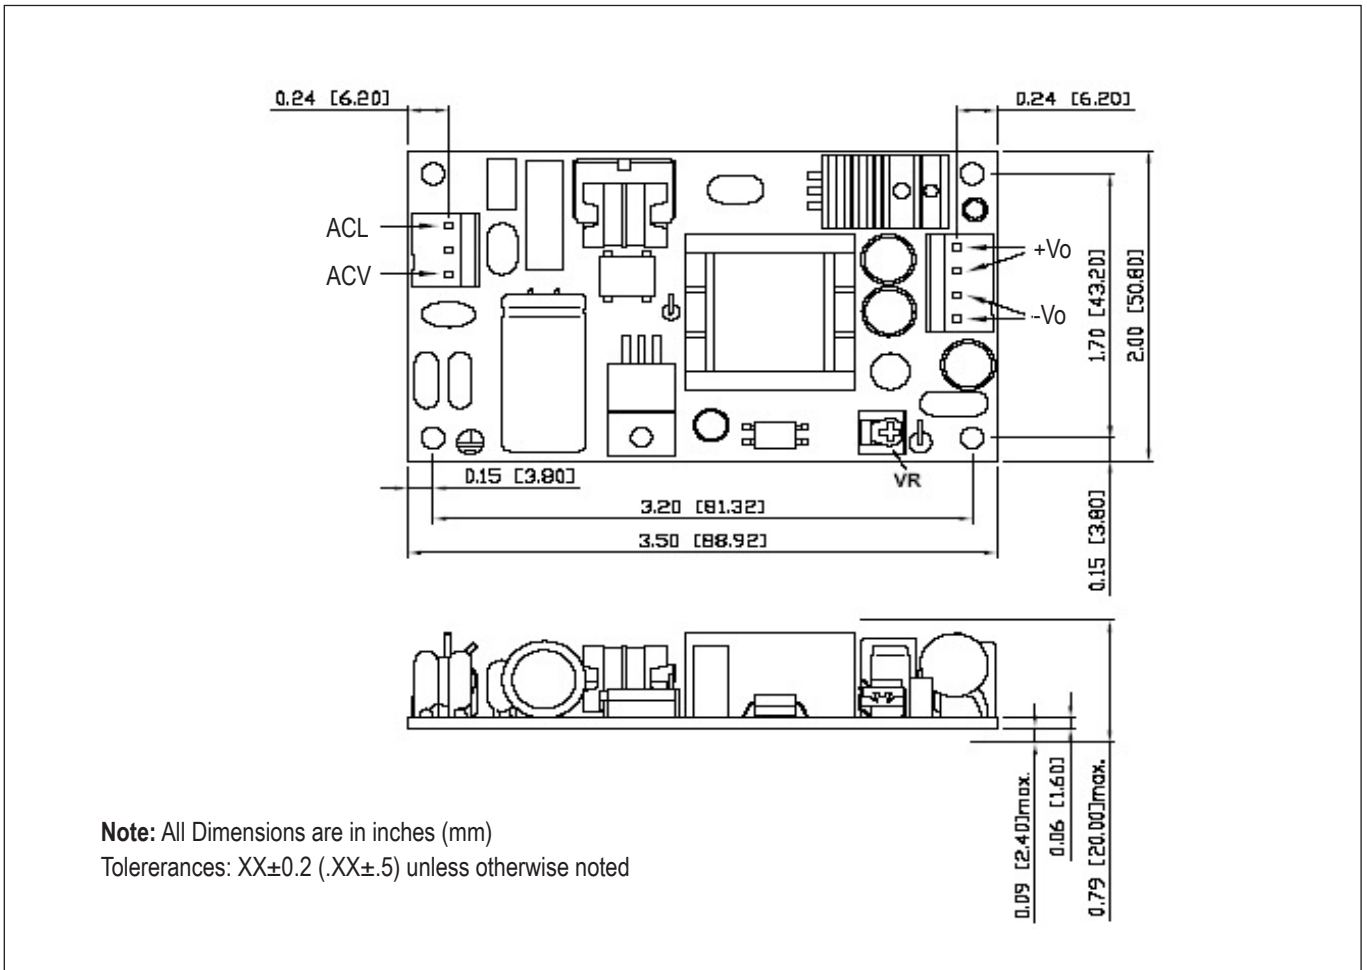 0.24 [6.20]
0.24 [6.20]
ACL
ACV
+Vo
-Vo
1.70 [43.20]
2.00 [50.80]
VR
0.15 [3.80]
3.20 [81.32]
3.50 [88.92]
0.15 [3.80]
0.09 [2.40]max.
0.06 [1.60]
0.79 [20.00]max.
Note: All Dimensions are in inches (mm)
Tolererances: XX±0.2 (.XX±.5) unless otherwise noted